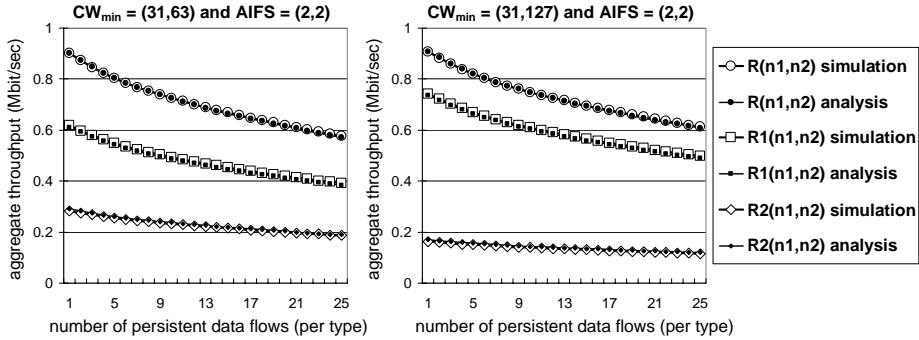 CWmin = (31,63) and AIFS = (2,2)
aggregate throughput (Mbit/sec)
1
0.8
0.6
0.4
0.2
0
1 5 9 13 17 21 25
number of persistent data flows (per type)
CWmin = (31,127) and AIFS = (2,2)
aggregate throughput (Mbit/sec)
1
0.8
0.6
0.4
0.2
0
1 5 9 13 17 21 25
number of persistent data flows (per type)
R(n1,n2) simulation
R(n1,n2) analysis
R1(n1,n2) simulation
R1(n1,n2) analysis
R2(n1,n2) simulation
R2(n1,n2) analysis